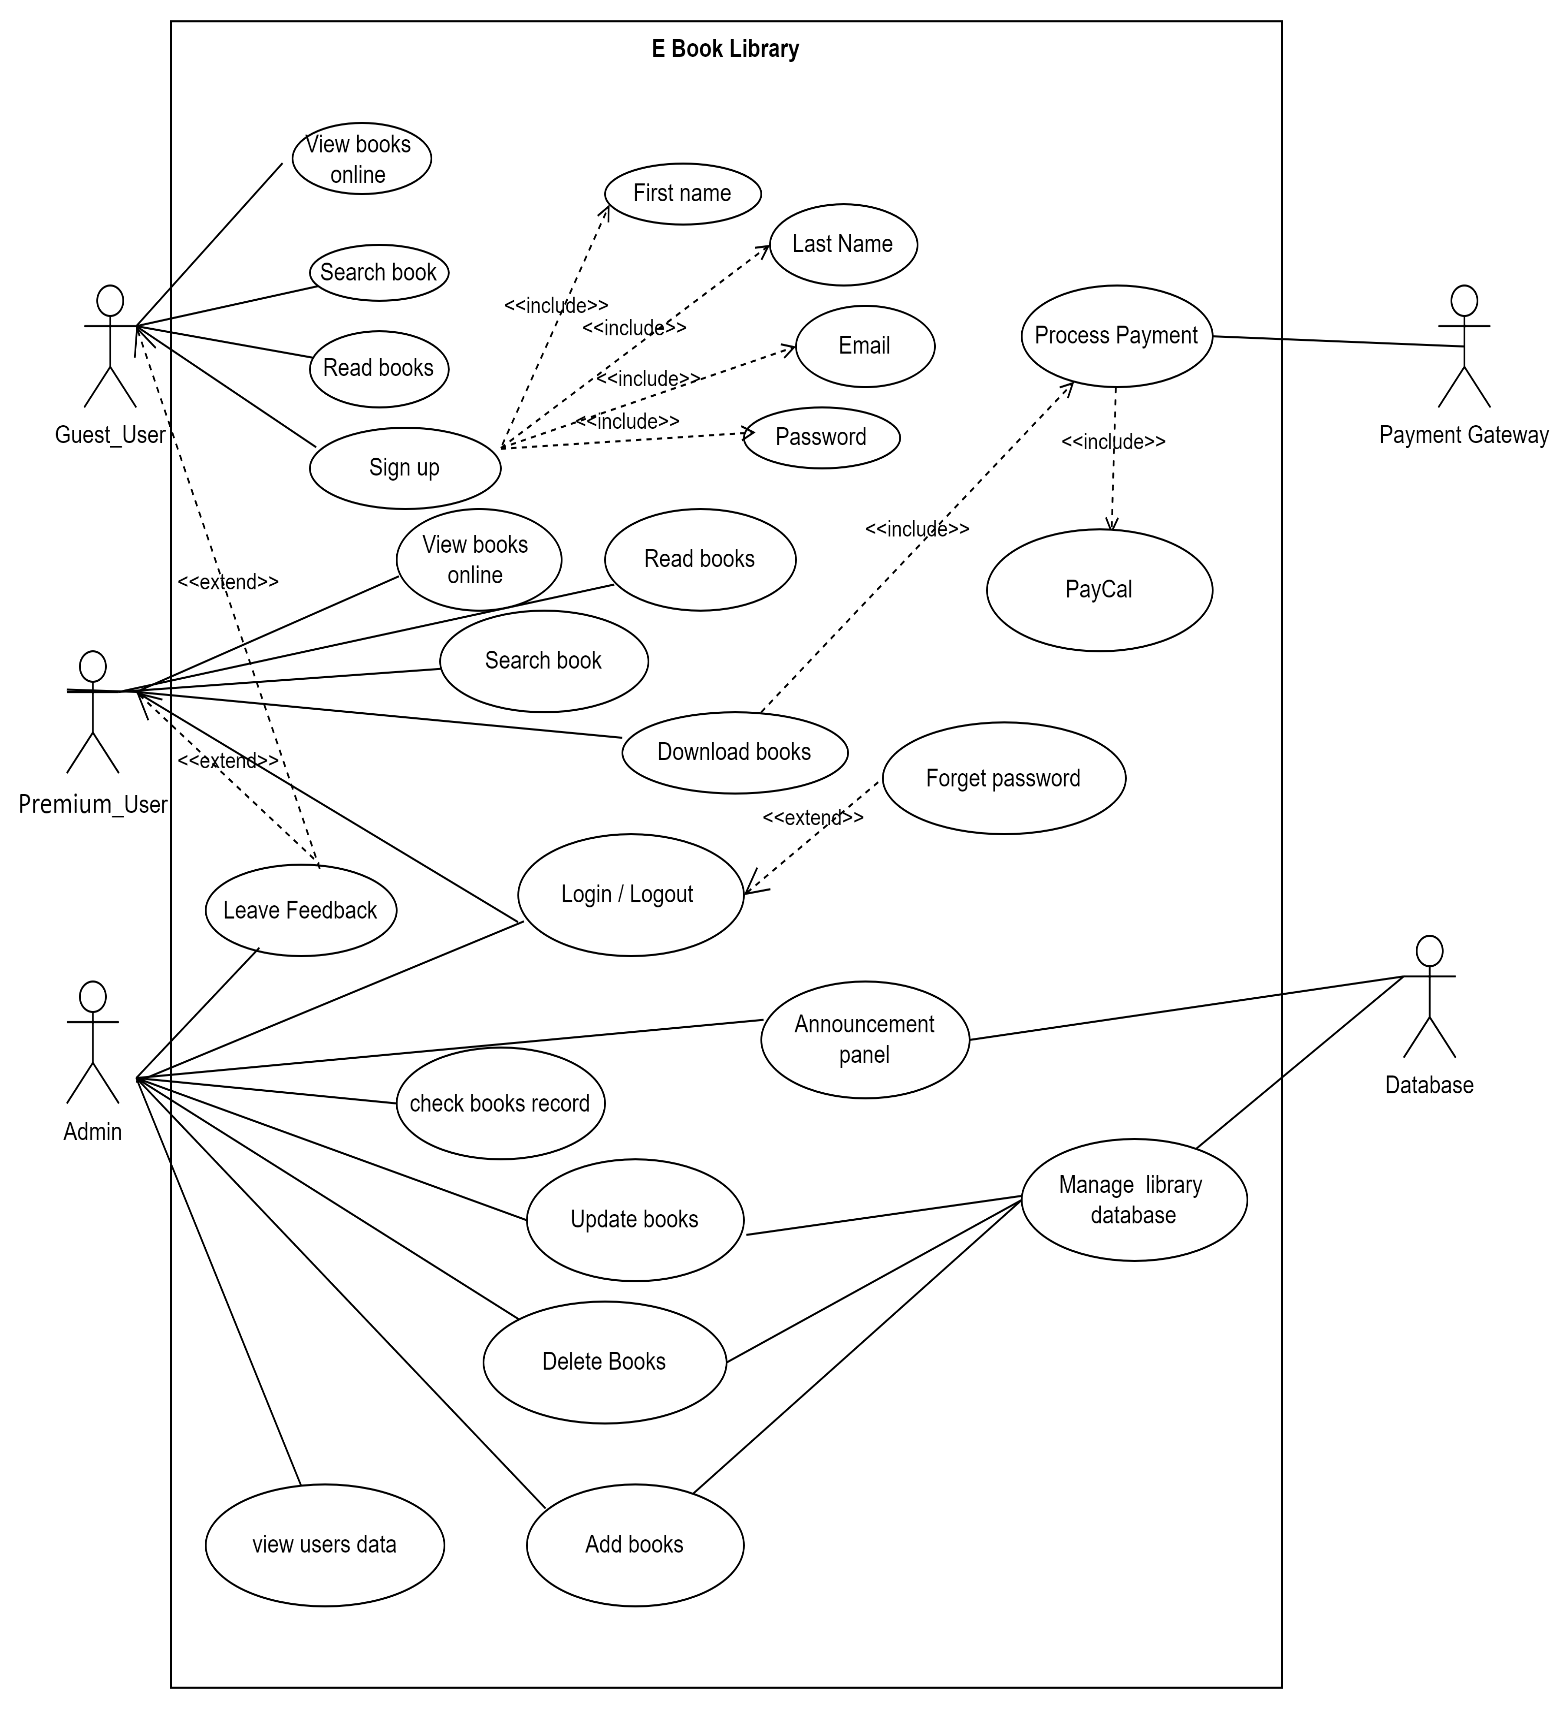 E Book Library
View books
online
First name
Last Name
Search book
<<include>>
<<include>>
Process Payment
Email
Read books
<<include>>
<<include>>
Guest_User
Payment Gateway
Password
<<include>>
Sign up
<<include>>
View books
online
Read books
<<extend>>
PayCal
Search book
Download books
<<extend>>
Forget password
Premium_User
<<extend>>
Login / Logout
Leave Feedback
Announcement
panel
Database
check books record
Admin
Manage  library
database
Update books
Delete Books
view users data
Add books